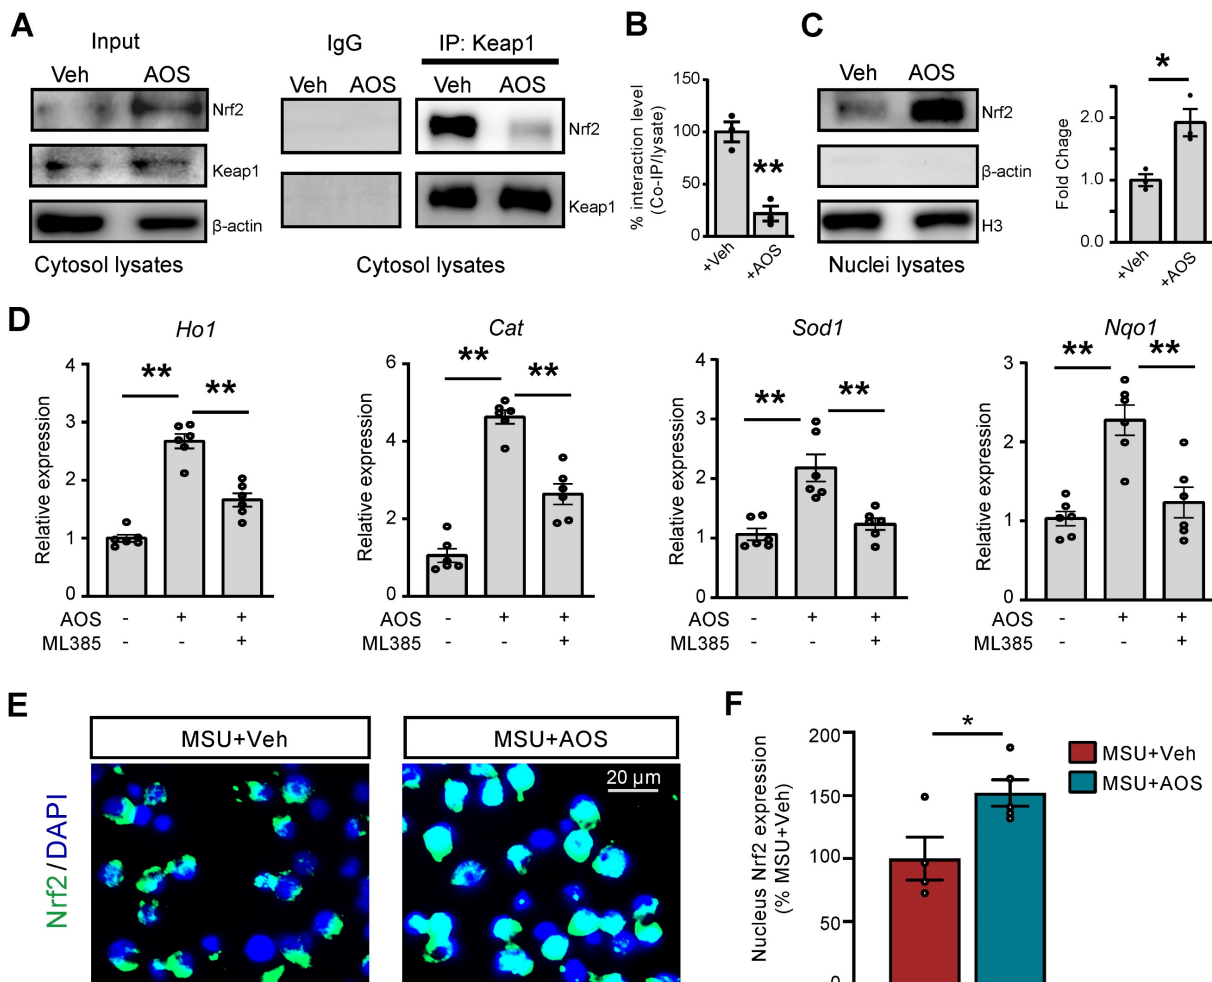 A
Input
Veh AOS
Nrf2
Keap1
β-actin
Cytosol lysates
IgG
IP: Keap1
Veh AOS
Veh AOS
Nrf2
Keap1
Cytosol lysates
B
% interaction level
(Co-IP/lysate)
150
100
50
0
**
+Veh
+AOS
C
Veh AOS
Nrf2
β-actin
H3
Nuclei lysates
Fold Chage
2.0
1.0
0.0
*
+Veh
+AOS
D
Ho1
Relative expression
4
3
2
1
0
** **
AOS - + +
ML385 - - +
Cat
Relative expression
6
4
2
0
** **
AOS - + +
ML385 - - +
Sod1
Relative expression
4
3
2
1
0
** **
AOS - + +
ML385 - - +
Nqo1
Relative expression
3
2
1
0
** **
AOS - + +
ML385 - - +
E
MSU+Veh
MSU+AOS
20 µm
Nrf2/DAPI
F
Nucleus Nrf2 expression
(% MSU+Veh)
200
150
100
50
*
MSU+Veh
MSU+AOS